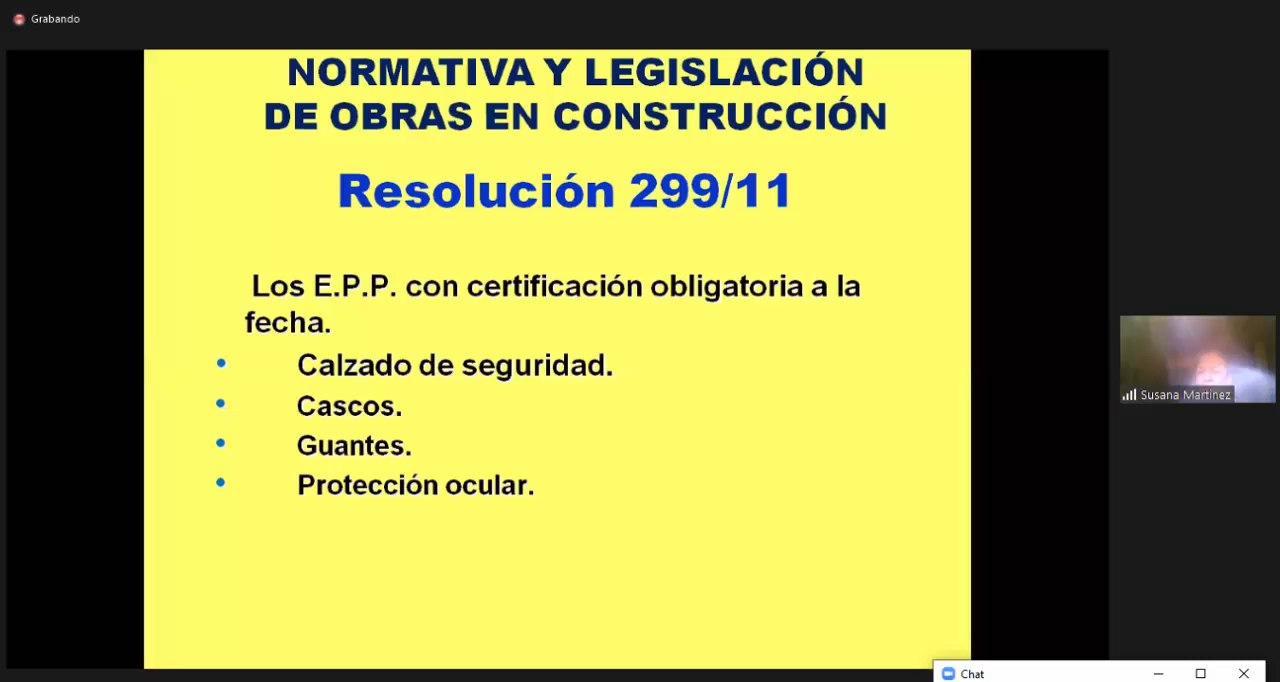 Grabando
NORMATIVA Y LEGISLACIÓN
DE OBRAS EN CONSTRUCCIÓN
Resolución 299/11
Los E.P.P. con certificación obligatoria a la
fecha.
• Calzado de seguridad.
• Cascos.
• Guantes.
• Protección ocular.
Susana Martinez
Chat